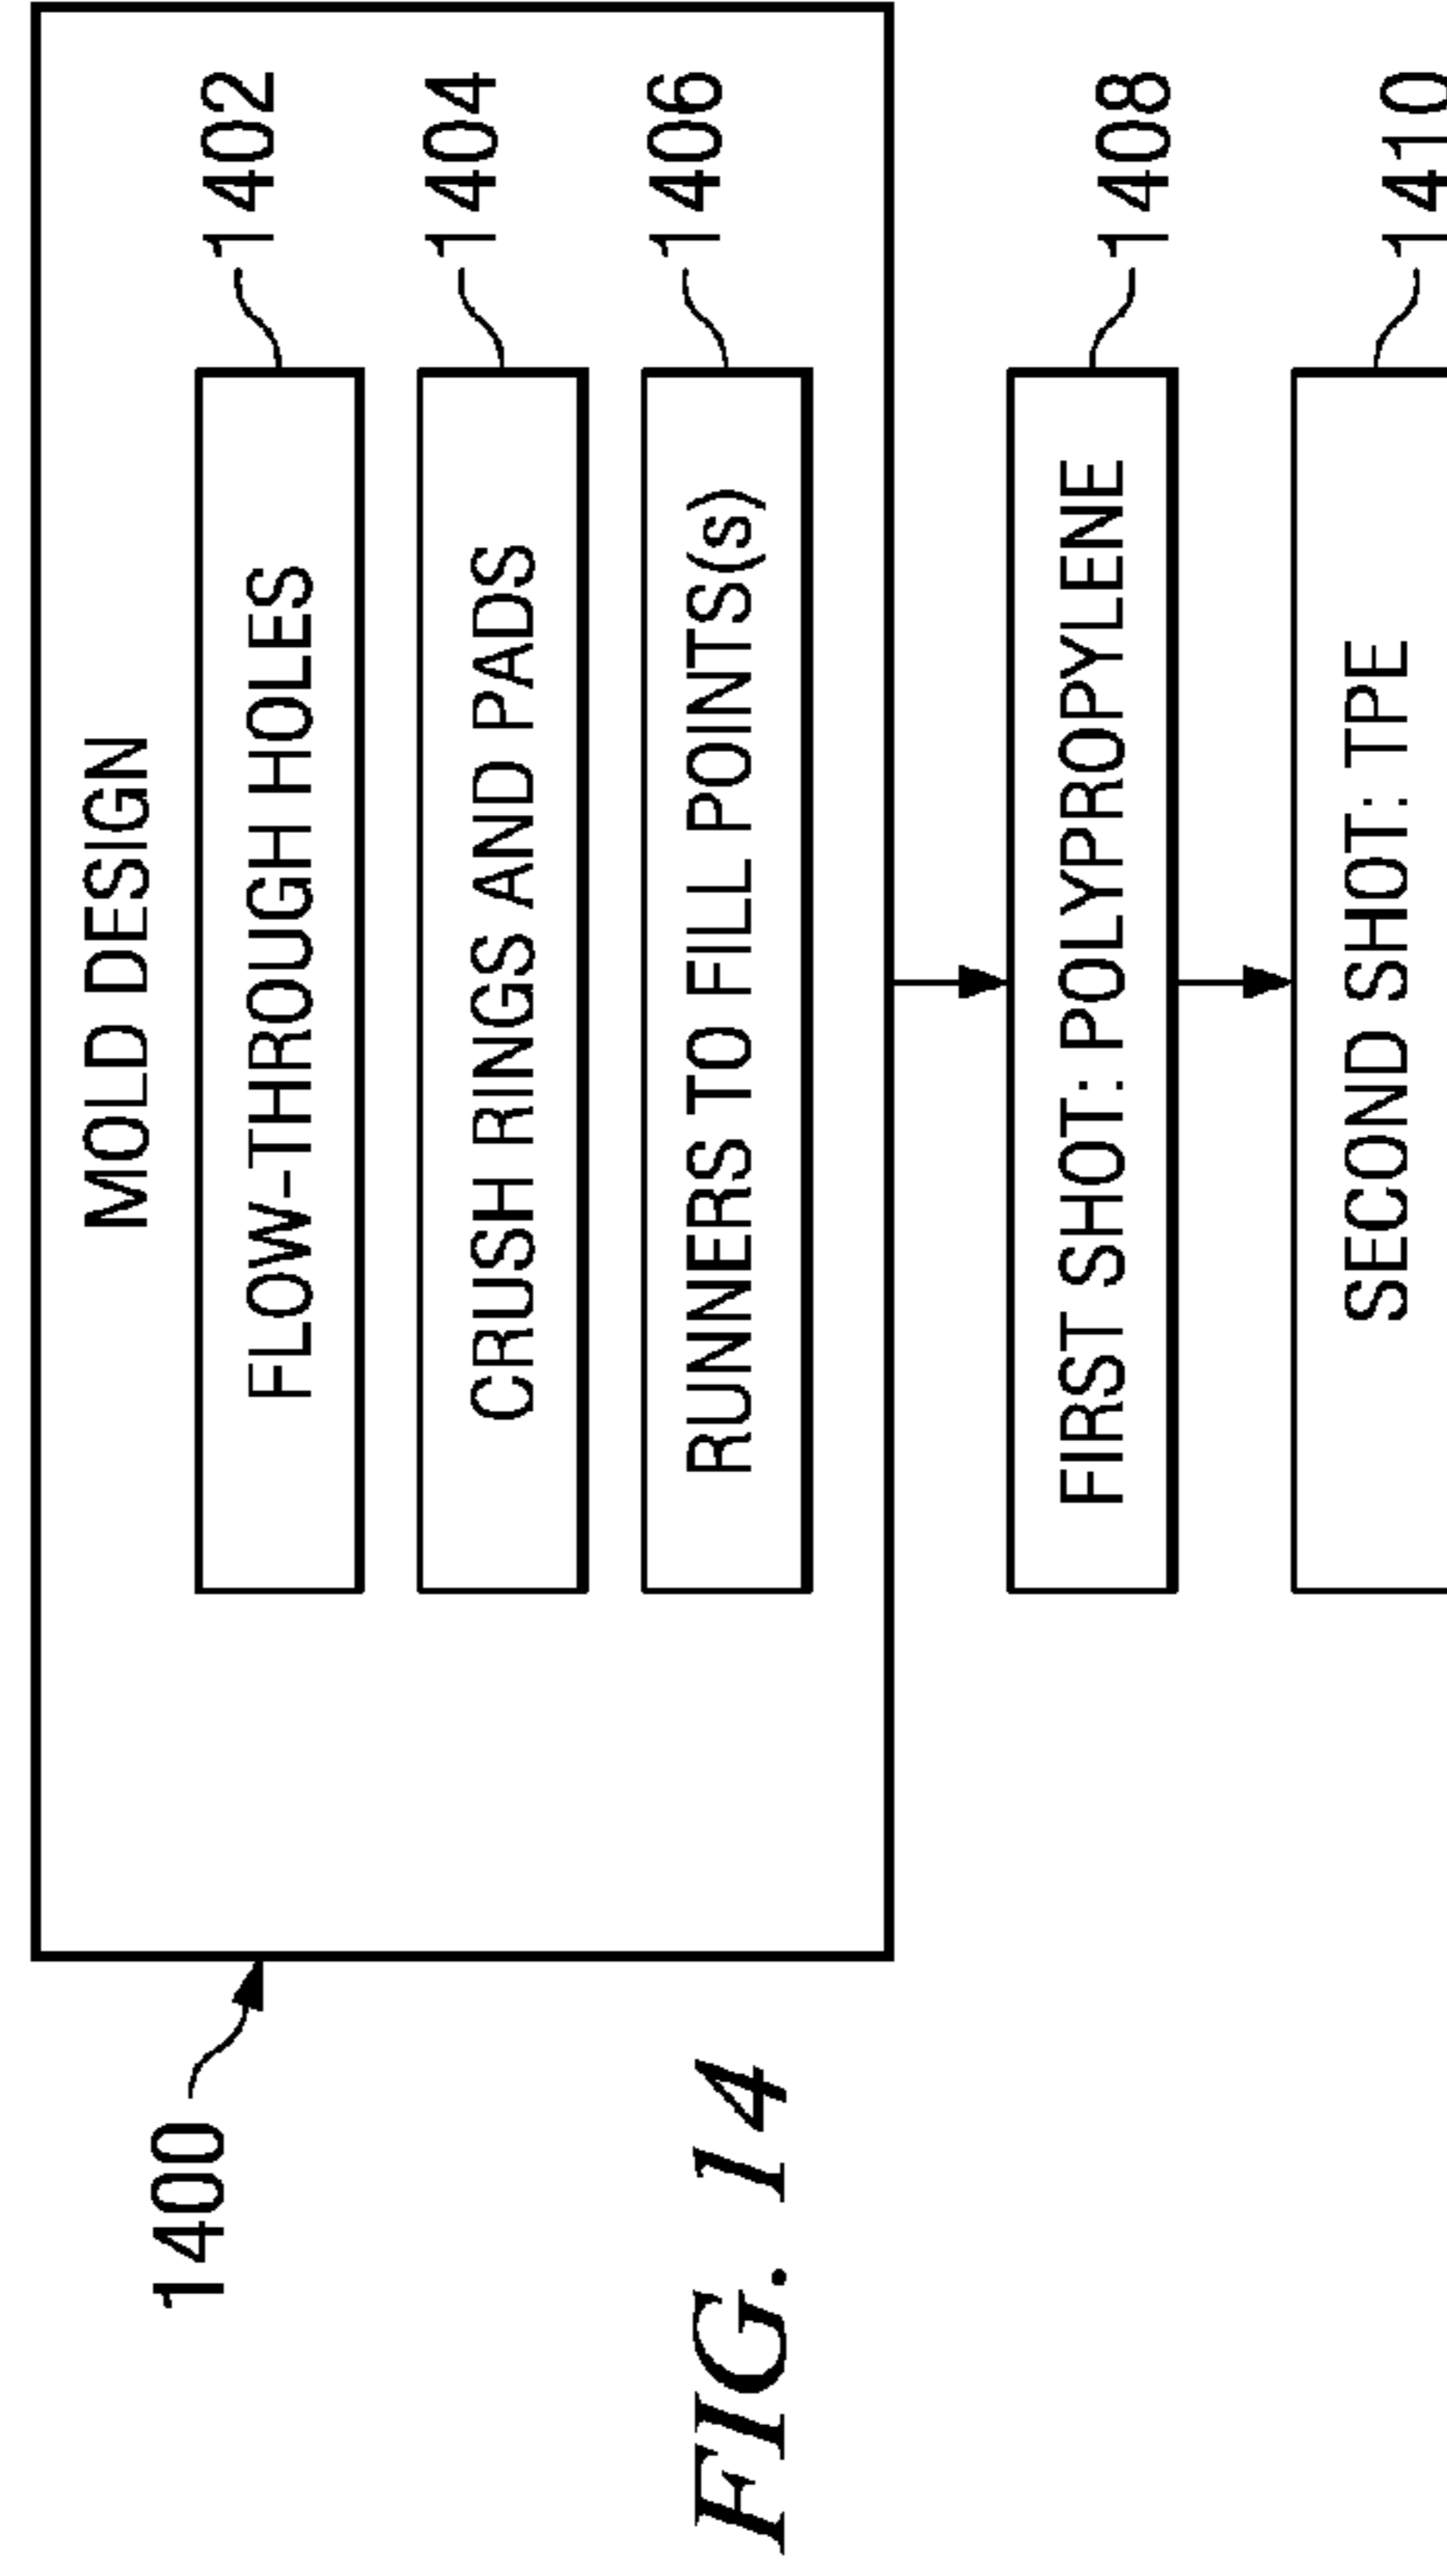 MOLD DESIGN
1400
FLOW-THROUGH HOLES
1402
CRUSH RINGS AND PADS
1404
RUNNERS TO FILL POINTS(s)
1406
FIG. 14
FIRST SHOT: POLYPROPYLENE
1408
SECOND SHOT: TPE
1410